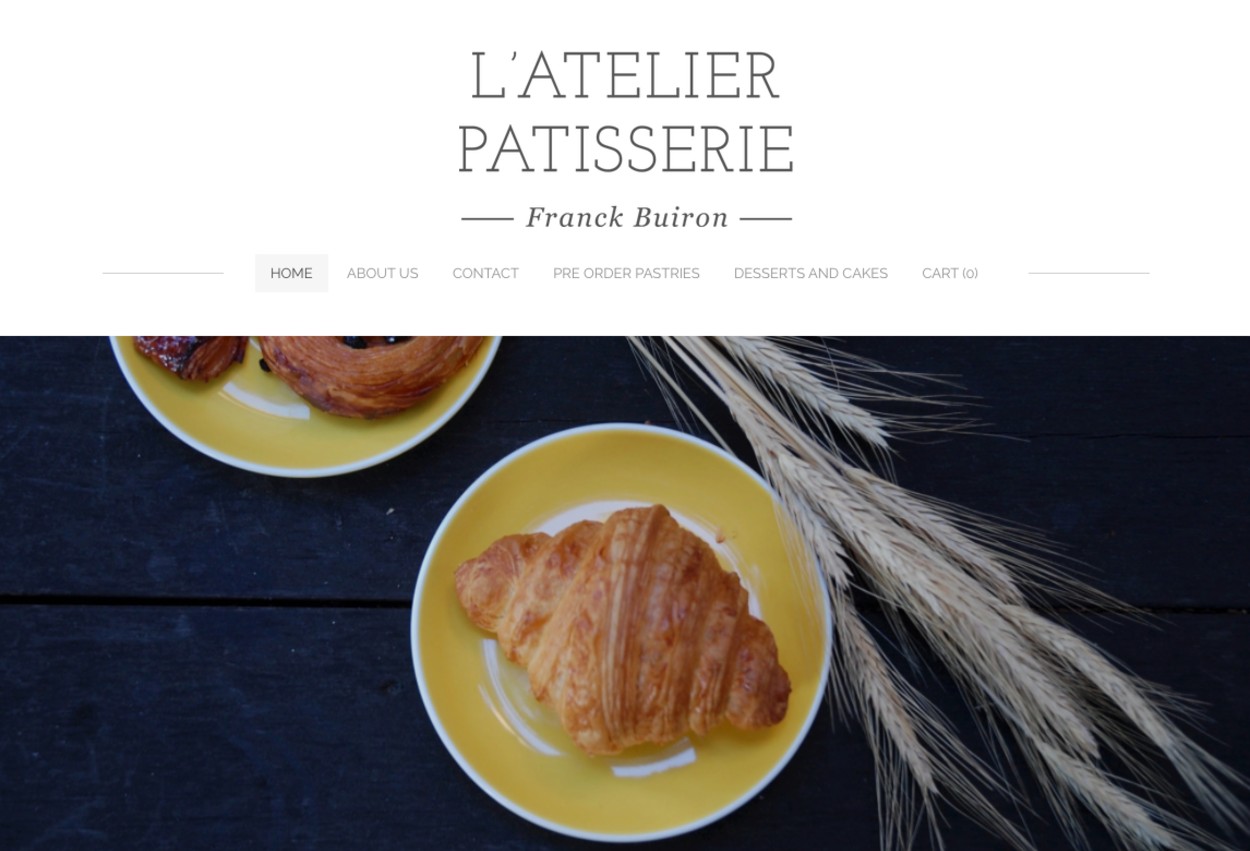 L’ATELIER
PATISSERIE
Franck Buiron
HOME ABOUT US CONTACT PRE ORDER PASTRIES DESSERTS AND CAKES CART (0)